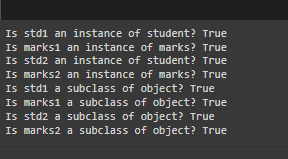 Is std1 an instance of student? True
Is marks1 an instance of marks? True
Is std2 an instance of student? True
Is marks2 an instance of marks? True
Is std1 a subclass of object? True
Is marks1 a subclass of object? True
Is std2 a subclass of object? True
Is marks2 a subclass of object? True